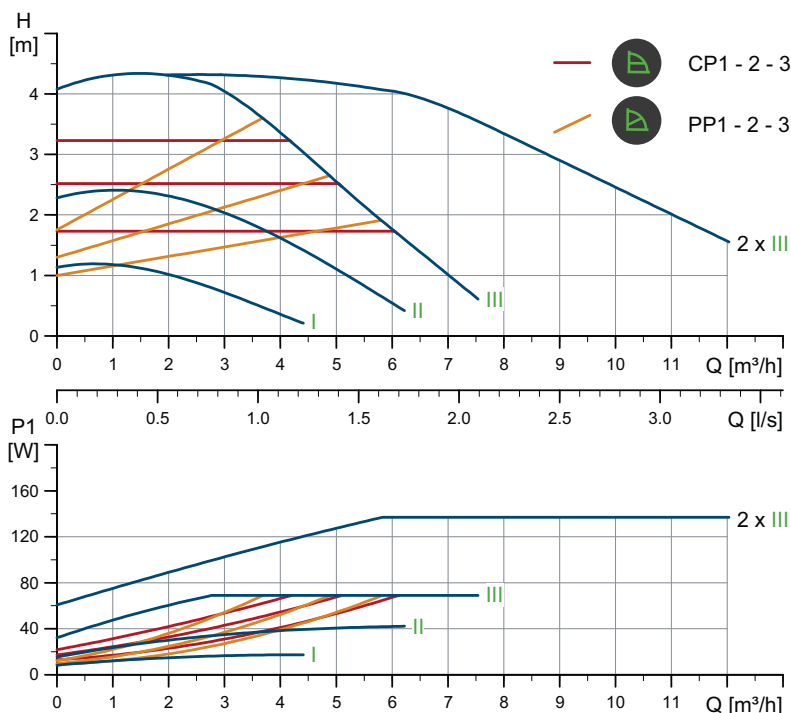 H
[m]
CP1 - 2 - 3
PP1 - 2 - 3
4
3
2
1
0
2 x III
III
II
I
0 1 2 3 4 5 6 7 8 9 10 11 Q [m³/h]
0.0 0.5 1.0 1.5 2.0 2.5 3.0 Q [l/s]
P1
[W]
160
120
80
40
0
2 x III
III
II
I
0 1 2 3 4 5 6 7 8 9 10 11 Q [m³/h]